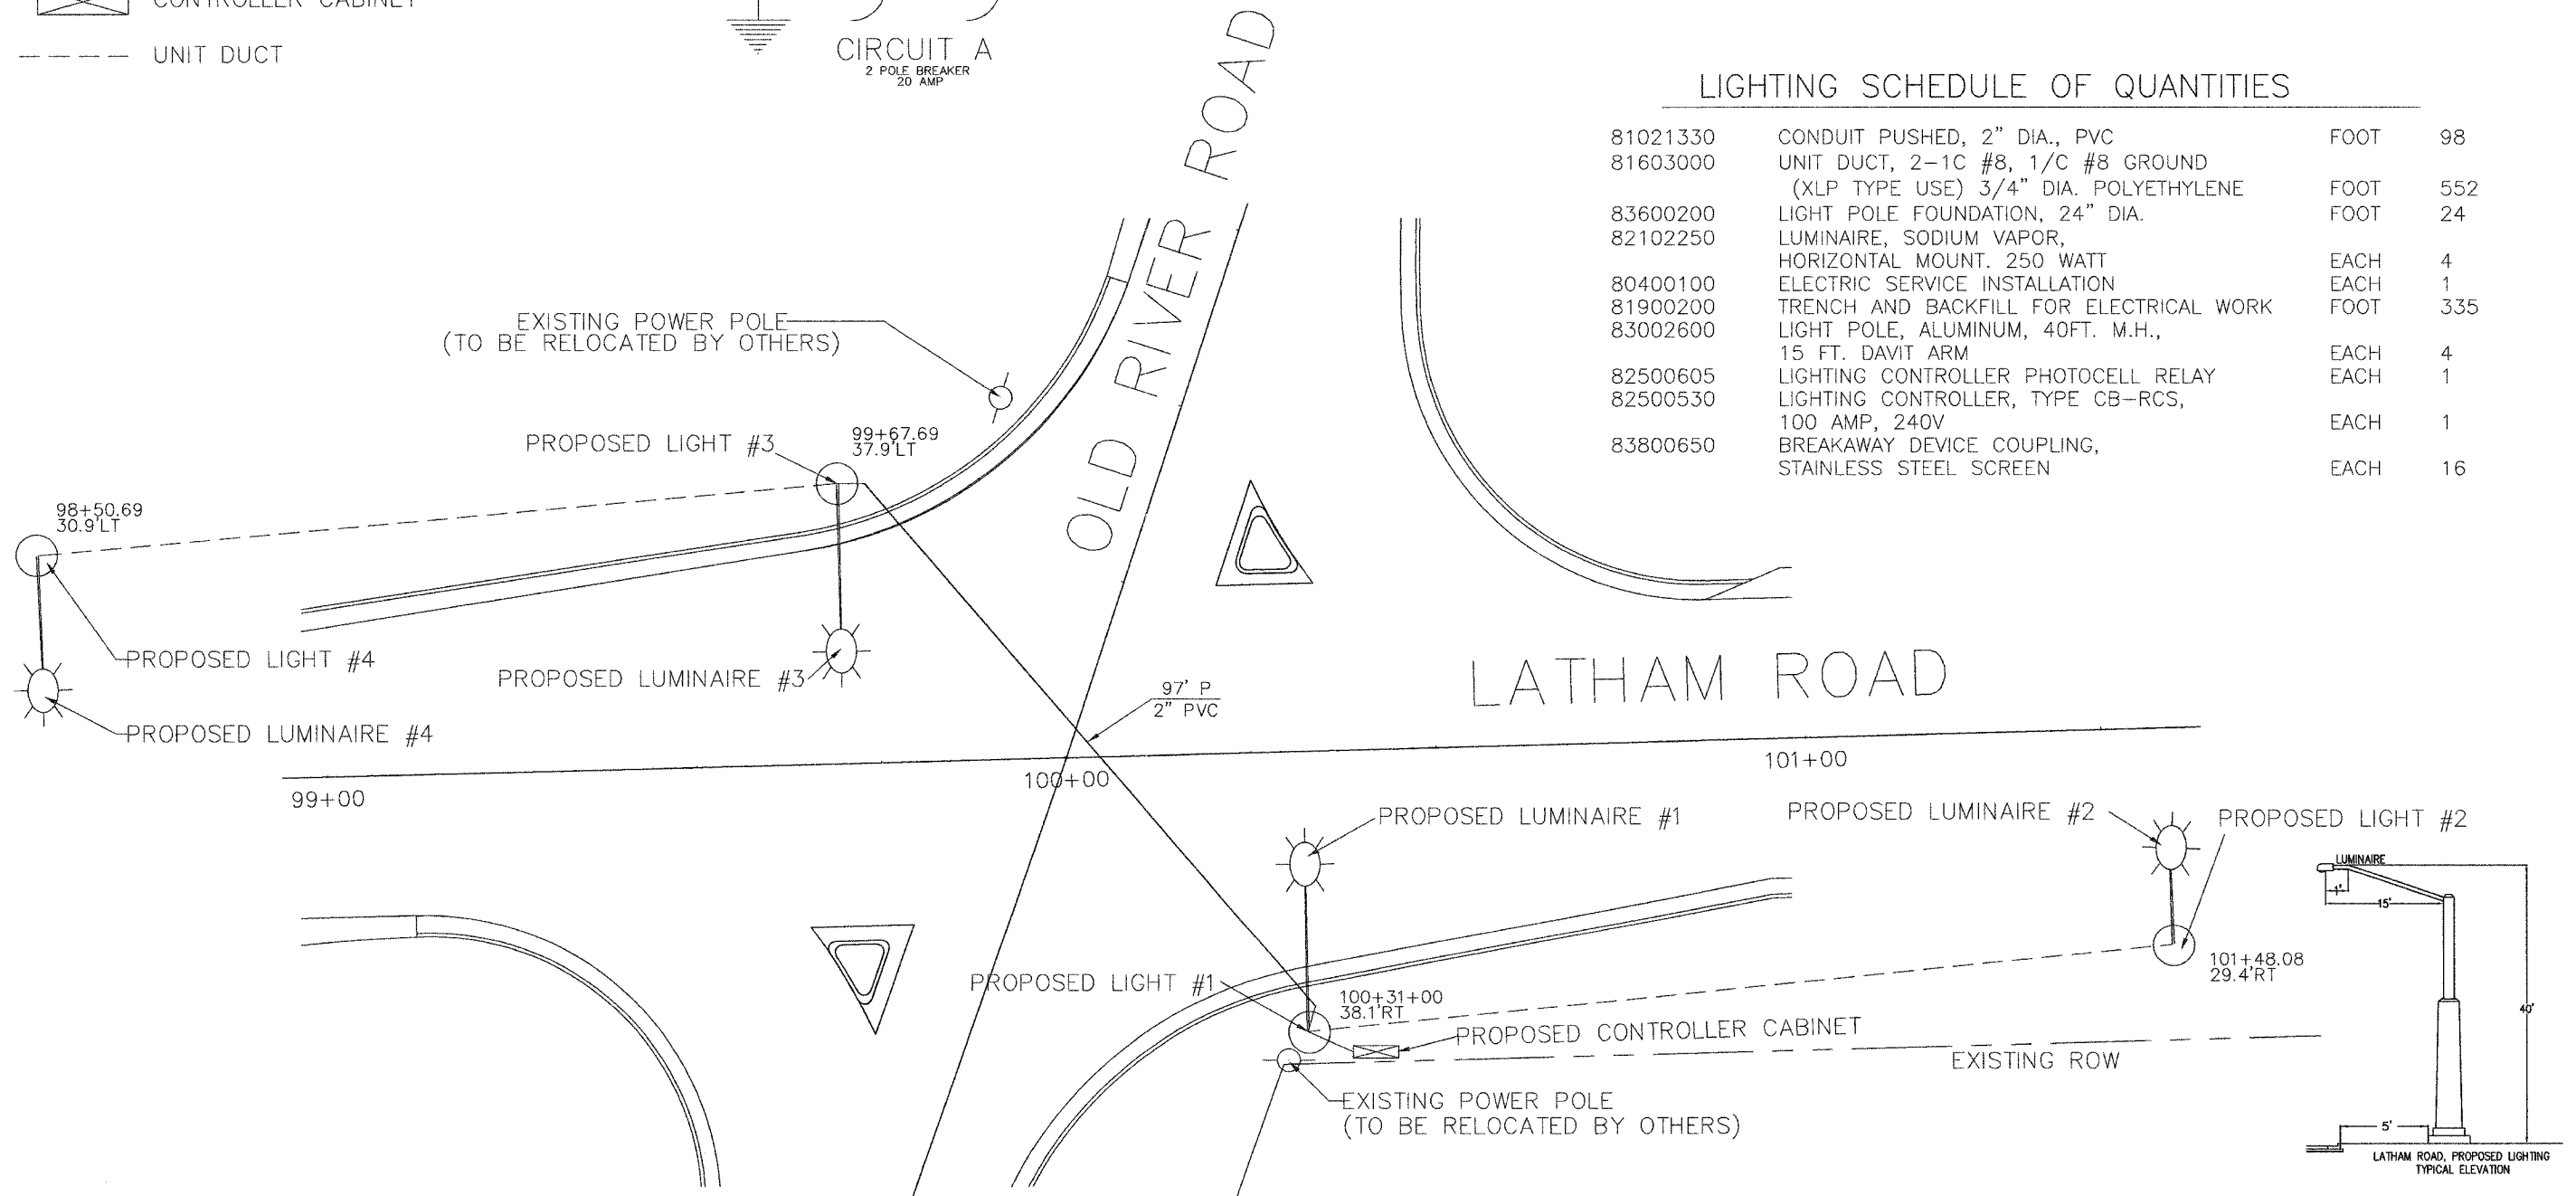 CONTROLLER CABINET
UNIT DUCT
CIRCUIT A
2 POLE BREAKER
20 AMP
OLD RIVER ROAD
LIGHTING SCHEDULE OF QUANTITIES
81021330 CONDUIT PUSHED, 2" DIA., PVC FOOT 98
81603000 UNIT DUCT, 2-1C #8, 1/C #8 GROUND
(XLP TYPE USE) 3/4" DIA. POLYETHYLENE FOOT 552
83600200 LIGHT POLE FOUNDATION, 24" DIA. FOOT 24
82102250 LUMINAIRE, SODIUM VAPOR,
HORIZONTAL MOUNT. 250 WATT EACH 4
80400100 ELECTRIC SERVICE INSTALLATION EACH 1
81900200 TRENCH AND BACKFILL FOR ELECTRICAL WORK FOOT 335
83002600 LIGHT POLE, ALUMINUM, 40FT. M.H.,
15 FT. DAVIT ARM EACH 4
82500605 LIGHTING CONTROLLER PHOTOCELL RELAY EACH 1
82500530 LIGHTING CONTROLLER, TYPE CB-RCS,
100 AMP, 240V EACH 1
83800650 BREAKAWAY DEVICE COUPLING,
STAINLESS STEEL SCREEN EACH 16
EXISTING POWER POLE
(TO BE RELOCATED BY OTHERS)
PROPOSED LIGHT #3
99+67.69
37.9'LT
98+50.69
30.9'LT
PROPOSED LIGHT #4
PROPOSED LUMINAIRE #3
PROPOSED LUMINAIRE #4
97' P
2" PVC
LATHAM ROAD
99+00
100+00
101+00
PROPOSED LUMINAIRE #1
PROPOSED LUMINAIRE #2
PROPOSED LIGHT #2
PROPOSED LIGHT #1
100+31+00
38.1'RT
101+48.08
29.4'RT
PROPOSED CONTROLLER CABINET
EXISTING ROW
EXISTING POWER POLE
(TO BE RELOCATED BY OTHERS)
LUMINAIRE
1'
15'
40'
5'
LATHAM ROAD, PROPOSED LIGHTING
TYPICAL ELEVATION